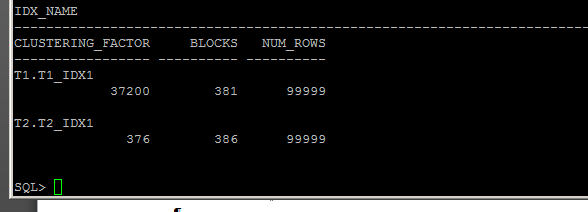 IDX_NAME
--------------------------------------------------------------------------------
CLUSTERING_FACTOR     BLOCKS   NUM_ROWS
----------------- ---------- ----------
T1.T1_IDX1
            37200        381      99999
T2.T2_IDX1
              376        386      99999
SQL>
¶